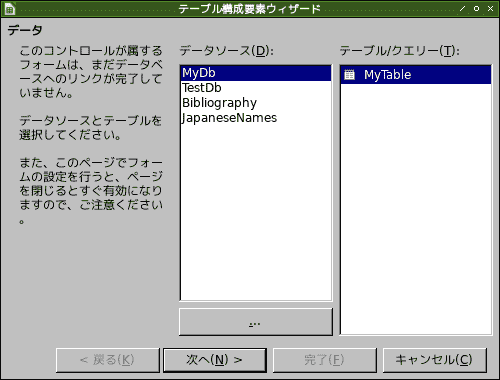 テーブル構成要素ウィザード
データ
このコントロールが属する
フォームは、まだデータベ
ースへのリンクが完了して
いません。
データソースとテーブルを
選択してください。
また、このページでフォー
ムの設定を行うと、ページ
を閉じるとすぐ有効になり
ますので、ご注意ください
。
データソース(D):
MyDb
TestDb
Bibliography
JapaneseNames
...
テーブル/クエリー(T):
MyTable
< 戻る(K)
次へ(N) >
完了(F)
キャンセル(C)